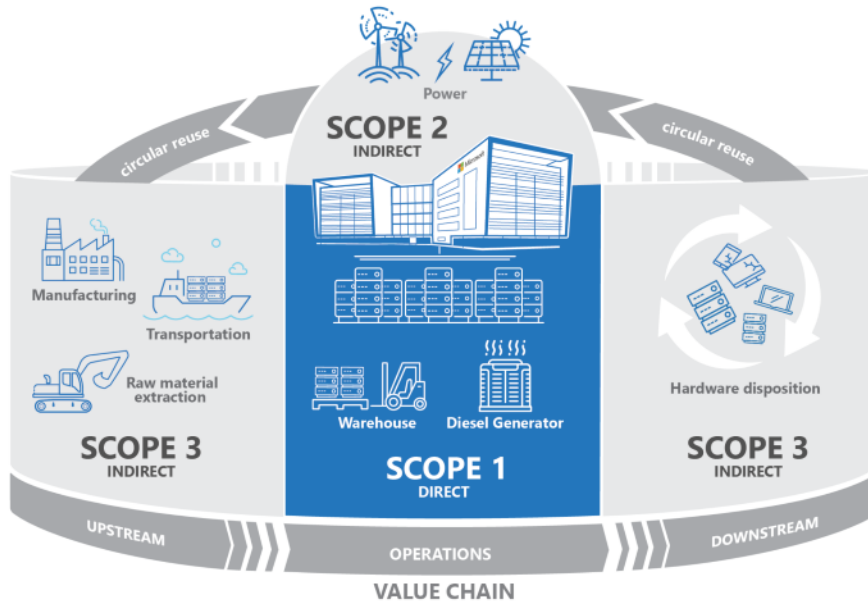 Power
SCOPE 2
INDIRECT
circular reuse
circular reuse
Microsoft
Manufacturing
Transportation
Raw material
extraction
SCOPE 3
INDIRECT
Warehouse
Diesel Generator
SCOPE 1
DIRECT
Hardware disposition
SCOPE 3
INDIRECT
UPSTREAM
OPERATIONS
DOWNSTREAM
VALUE CHAIN